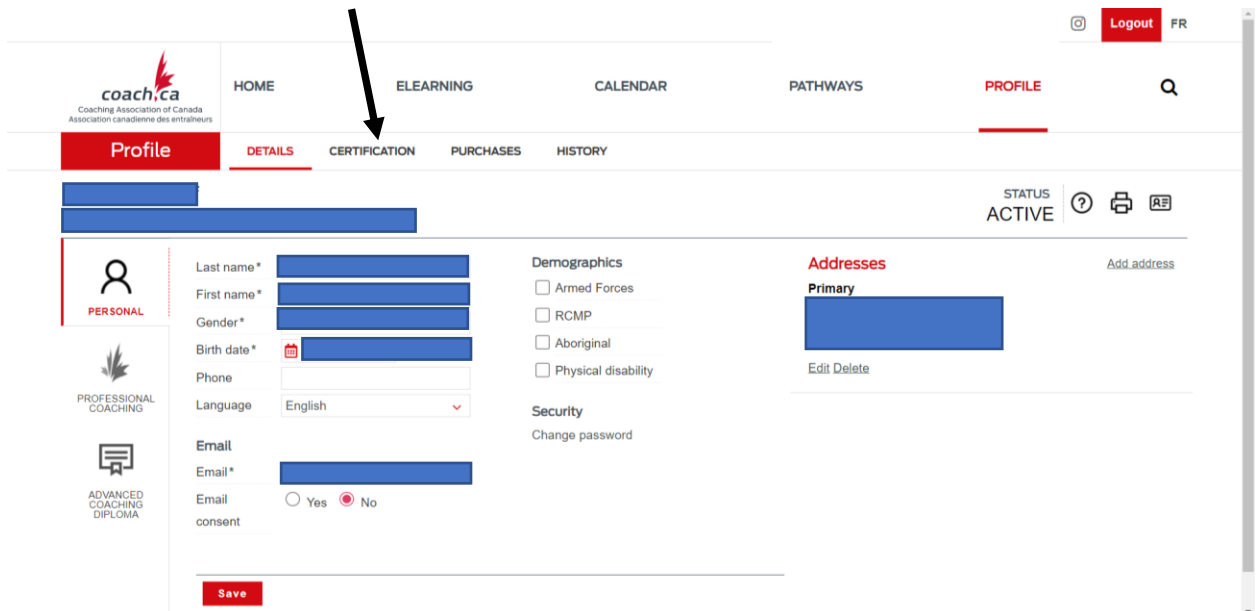 Logout FR
coach.ca
Coaching Association of Canada
Association canadienne des entraîneurs
HOME ELEARNING CALENDAR PATHWAYS PROFILE
Profile DETAILS CERTIFICATION PURCHASES HISTORY
STATUS
ACTIVE
PERSONAL
PROFESSIONAL
COACHING
ADVANCED
COACHING
DIPLOMA
Last name*
First name*
Gender*
Birth date*
Phone
Language English
Email
Email*
Email
consent
Yes No
Save
Demographics
Armed Forces
RCMP
Aboriginal
Physical disability
Security
Change password
Addresses Add address
Primary
Edit Delete